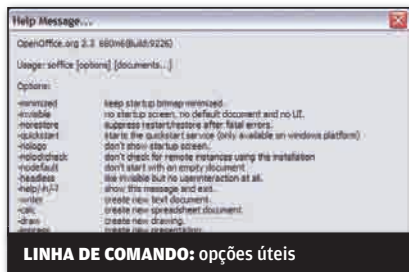 Help Message...
OpenOffice.org 2.3 680m6(Build:9226)
Usage: soffice [options] [documents...]
Options:
-minimized keep startup bitmap minimized.
-invisible no startup screen, no default document and no UI.
-norestore suppress restart/restore after fatal errors.
-quickstart starts the quickstart service (only available on windows platform)
-nologo don't show startup screen.
-nolockcheck don't check for remote instances using the installation
-nodefault don't start with an empty document
-headless like invisible but no userinteraction at all.
-help/-h/-? show this message and exit.
-writer create new text document.
-calc create new spreadsheet document.
-draw create new drawing.
-impress create new presentation.
LINHA DE COMANDO: opções úteis